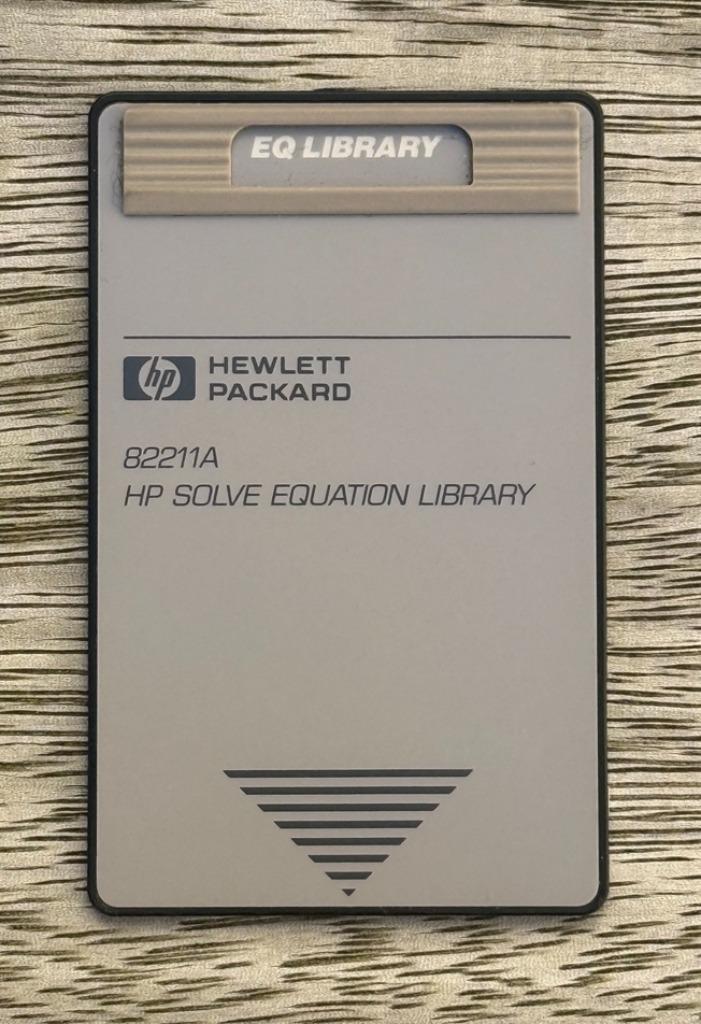 EQ LIBRARY
hp HEWLETT
PACKARD
82211A
HP SOLVE EQUATION LIBRARY